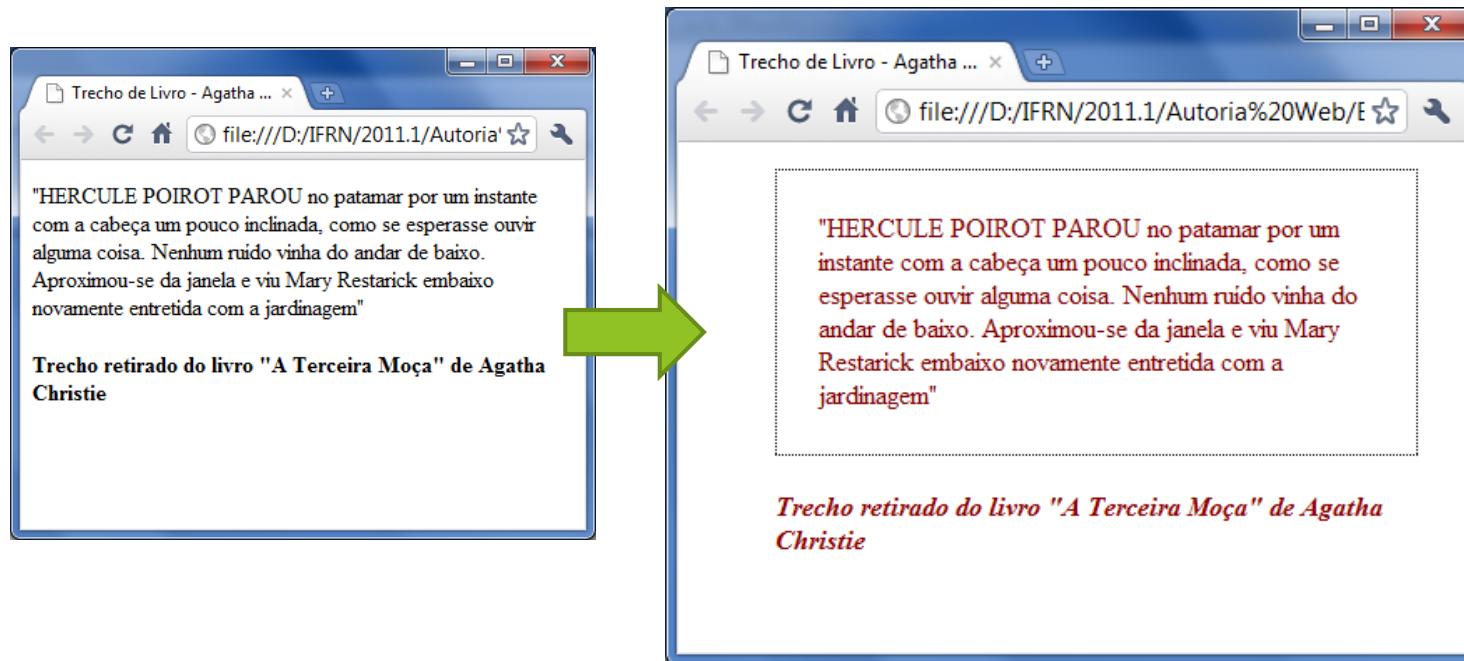 Trecho de Livro - Agatha ...
file:///D:/IFRN/2011.1/Autoria'
"HERCULE POIROT PAROU no patamar por um instante
com a cabeça um pouco inclinada, como se esperasse ouvir
alguma coisa. Nenhum ruído vinha do andar de baixo.
Aproximou-se da janela e viu Mary Restarick embaixo
novamente entretida com a jardinagem"
Trecho retirado do livro "A Terceira Moça" de Agatha
Christie
Trecho de Livro - Agatha ...
file:///D:/IFRN/2011.1/Autoria%20Web/E
"HERCULE POIROT PAROU no patamar por um
instante com a cabeça um pouco inclinada, como se
esperasse ouvir alguma coisa. Nenhum ruído vinha do
andar de baixo. Aproximou-se da janela e viu Mary
Restarick embaixo novamente entretida com a
jardinagem"
Trecho retirado do livro "A Terceira Moça" de Agatha
Christie